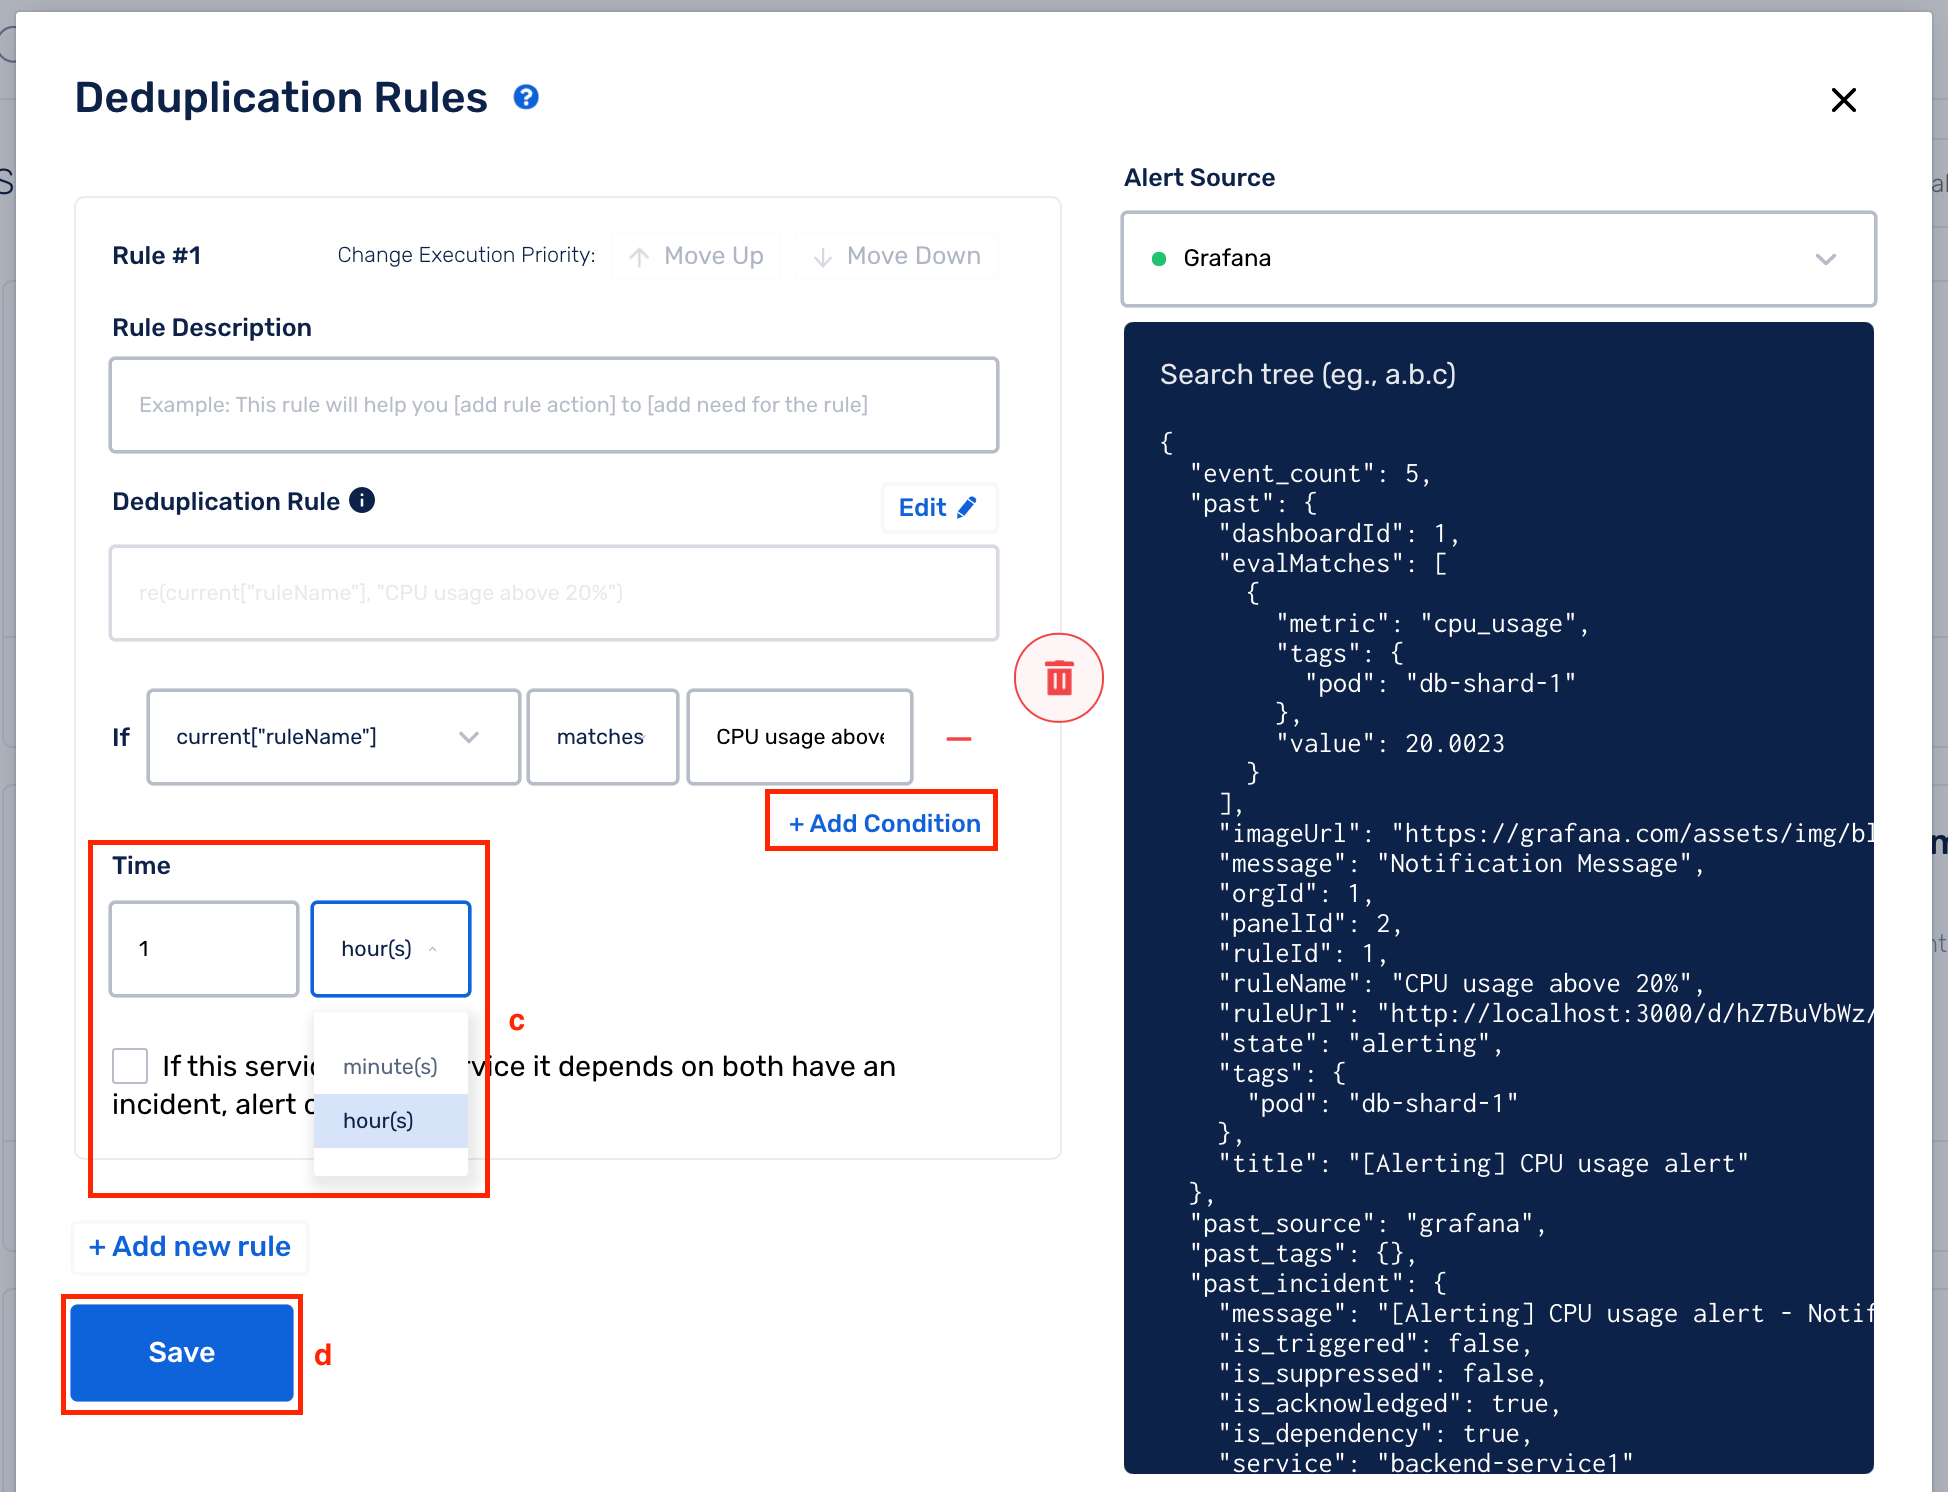 Deduplication Rules ?
Rule #1
Change Execution Priority:
↑ Move Up
↓ Move Down
Rule Description
Example: This rule will help you [add rule action] to [add need for the rule]
Deduplication Rule i
Edit
re(current["ruleName"], "CPU usage above 20%")
If
current["ruleName"]
matches
CPU usage above
+ Add Condition
Time
1
hour(s)
c
minute(s)
hour(s)
If this servic
vice it depends on both have an
incident, alert
+ Add new rule
Save
d
Alert Source
Grafana
Search tree (eg., a.b.c)
{
"event_count": 5,
"past": {
"dashboardId": 1,
"evalMatches": [
{
"metric": "cpu_usage",
"tags": {
"pod": "db-shard-1"
},
"value": 20.0023
}
],
"imageUrl": "https://grafana.com/assets/img/bl
"message": "Notification Message",
"orgId": 1,
"panelId": 2,
"ruleId": 1,
"ruleName": "CPU usage above 20%",
"ruleUrl": "http://localhost:3000/d/hZ7BuVbWz/
"state": "alerting",
"tags": {
"pod": "db-shard-1"
},
"title": "[Alerting] CPU usage alert"
},
"past_source": "grafana",
"past_tags": {},
"past_incident": {
"message": "[Alerting] CPU usage alert - Notif
"is_triggered": false,
"is_suppressed": false,
"is_acknowledged": true,
"is_dependency": true,
"service": "backend-service1"